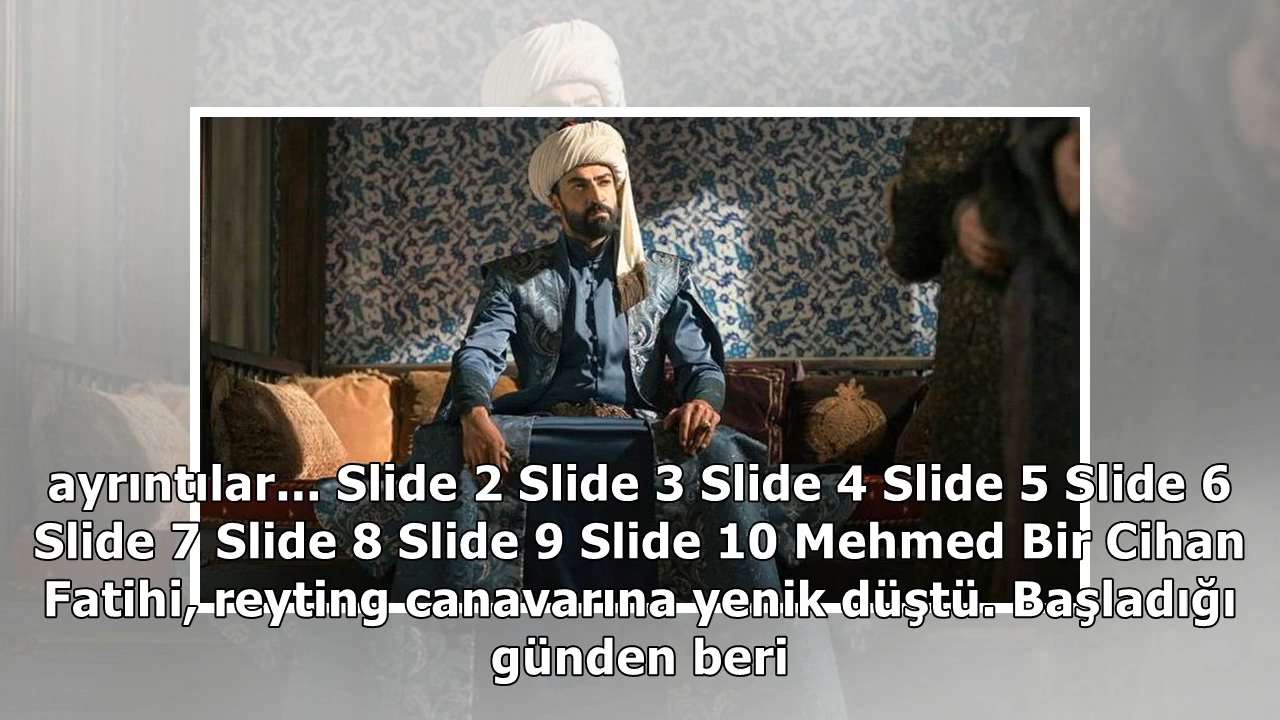 ayrıntılar... Slide 2 Slide 3 Slide 4 Slide 5 Slide 6
Slide 7 Slide 8 Slide 9 Slide 10 Mehmed Bir Cihan
Fatihi, reyting canavarına yenik düştü. Başladığı
günden beri